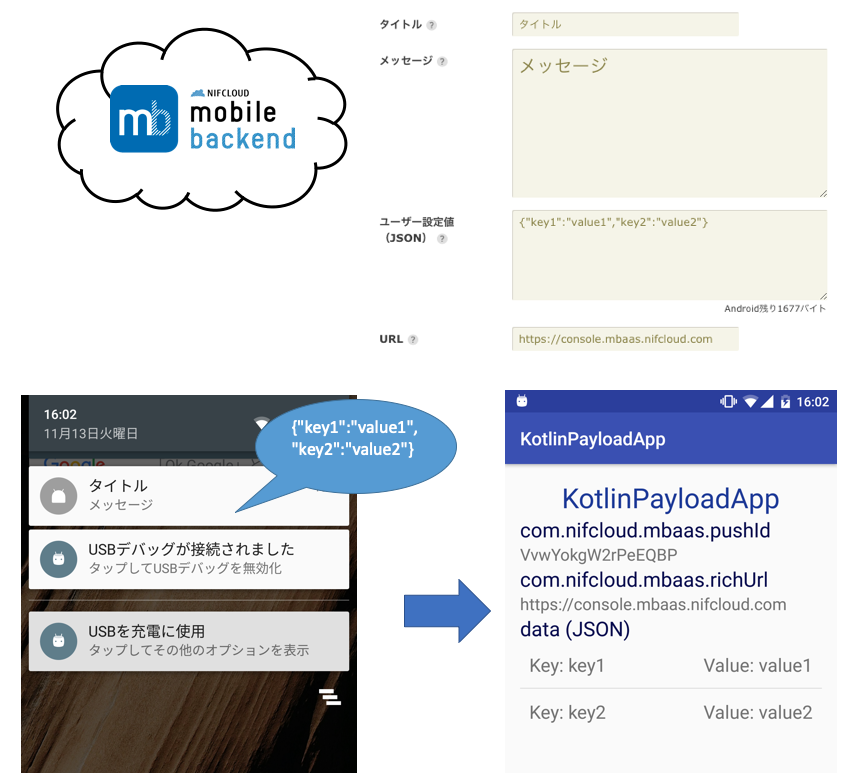 NIFCLOUD
mb
mobile
backend
タイトル ?
タイトル
メッセージ ?
メッセージ
ユーザー設定値
（JSON） ?
{"key1":"value1","key2":"value2"}
Android残り1677バイト
URL ?
https://console.mbaas.nifcloud.com
16:02
11月13日火曜日
{"key1":"value1",
"key2":"value2"}
Google
Ok Google
タイトル
メッセージ
USBデバッグが接続されました
タップしてUSBデバッグを無効化
USBを充電に使用
タップしてその他のオプションを表示
16:02
KotlinPayloadApp
KotlinPayloadApp
com.nifcloud.mbaas.pushId
VvwYokgW2rPeEQBP
com.nifcloud.mbaas.richUrl
https://console.mbaas.nifcloud.com
data (JSON)
Key: key1 Value: value1
Key: key2 Value: value2